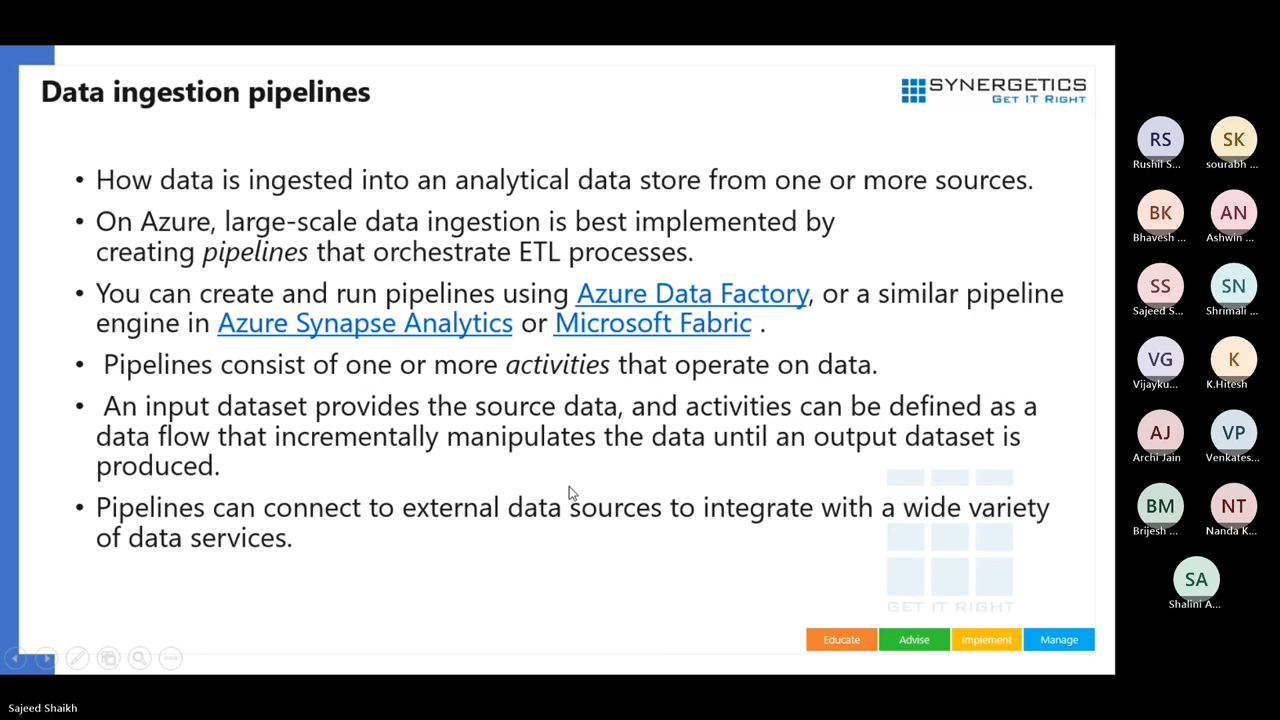 Data ingestion pipelines
SYNERGETICS
GET IT RIGHT
• How data is ingested into an analytical data store from one or more sources.
• On Azure, large-scale data ingestion is best implemented by
creating pipelines that orchestrate ETL processes.
• You can create and run pipelines using Azure Data Factory, or a similar pipeline
engine in Azure Synapse Analytics or Microsoft Fabric .
• Pipelines consist of one or more activities that operate on data.
• An input dataset provides the source data, and activities can be defined as a
data flow that incrementally manipulates the data until an output dataset is
produced.
• Pipelines can connect to external data sources to integrate with a wide variety
of data services.
GET IT RIGHT
Educate Advise Implement Manage
RS SK
Rushil S... sourabh ...
BK AN
Bhavesh ... Ashwin ...
SS SN
Sajeed S... Shrimali ...
VG K
Vijayku... K.Hitesh
AJ VP
Archi Jain Venkates...
BM NT
Brijesh ... Nanda K...
SA
Shalini A...
Sajeed Shaikh